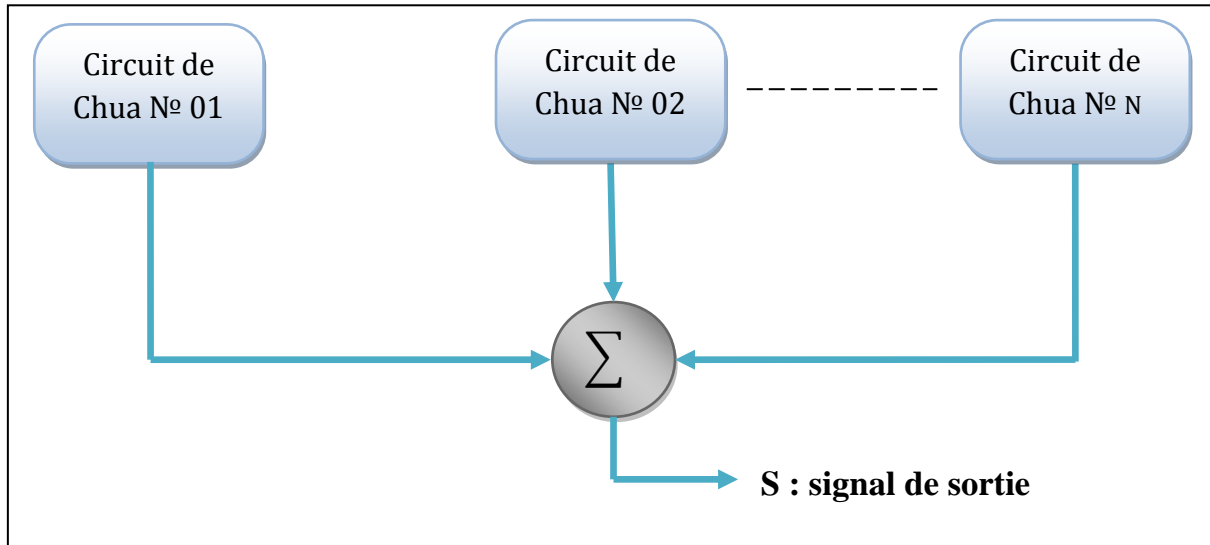 Circuit de
Chua № 01
Circuit de
Chua № 02
Circuit de
Chua № N
∑
S : signal de sortie